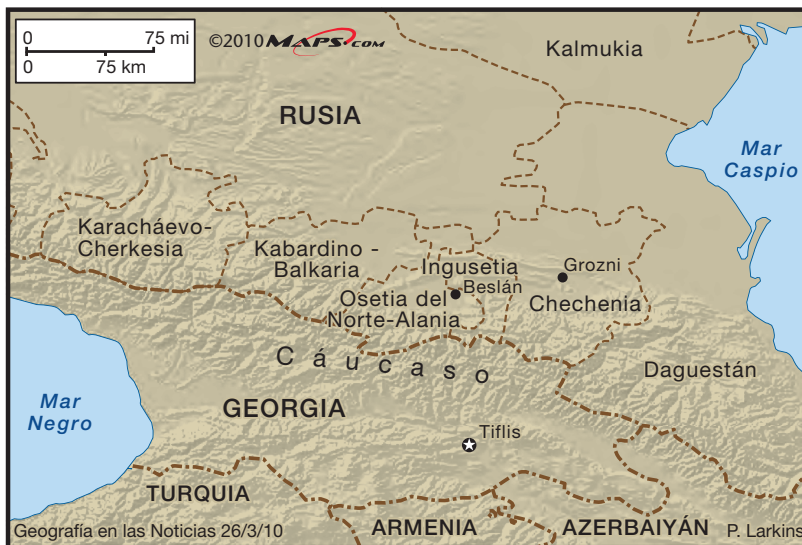 0 75 mi
0 75 km
©2010 MAPS.COM
Kalmukia
RUSIA
Mar
Caspio
Karacháevo-
Cherkesia
Kabardino -
Balkaria
Ingusetia
Beslán
Grozni
Osetia del
Norte-Alania
Chechenia
Cáucaso
Daguestán
Mar
Negro
GEORGIA
Tiflis
TURQUIA
ARMENIA
AZERBAIYÁN
Geografía en las Noticias 26/3/10
P. Larkins